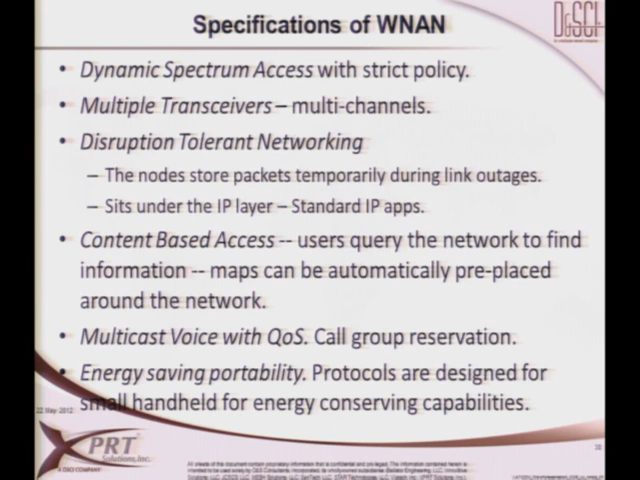 Specifications of WNAN
D&SCI
• Dynamic Spectrum Access with strict policy.
• Multiple Transceivers – multi-channels.
• Disruption Tolerant Networking
– The nodes store packets temporarily during link outages.
– Sits under the IP layer – Standard IP apps.
• Content Based Access -- users query the network to find
information -- maps can be automatically pre-placed
around the network.
• Multicast Voice with QoS. Call group reservation.
• Energy saving portability. Protocols are designed for
small handheld for energy conserving capabilities.
22 May 2012
XPRT
Solutions, Inc.
A D&SCI COMPANY